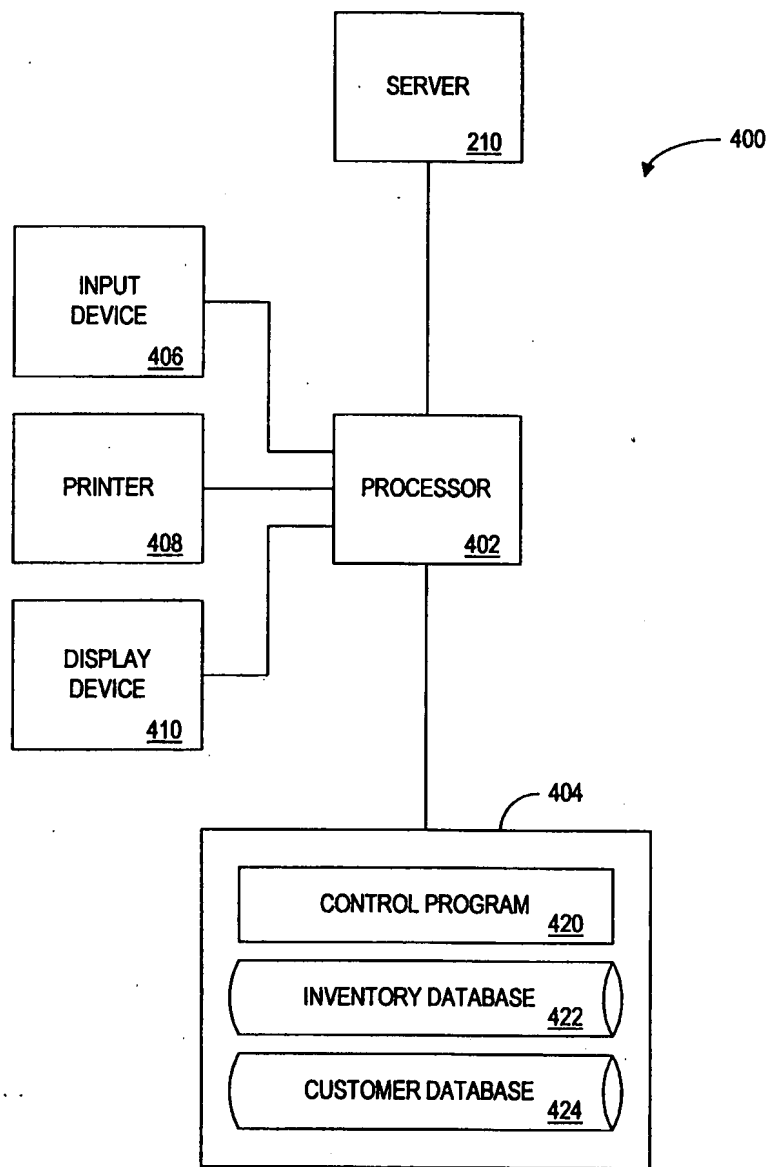 SERVER
210
400
INPUT
DEVICE
406
PRINTER
408
PROCESSOR
402
DISPLAY
DEVICE
410
404
CONTROL PROGRAM
420
INVENTORY DATABASE
422
CUSTOMER DATABASE
424